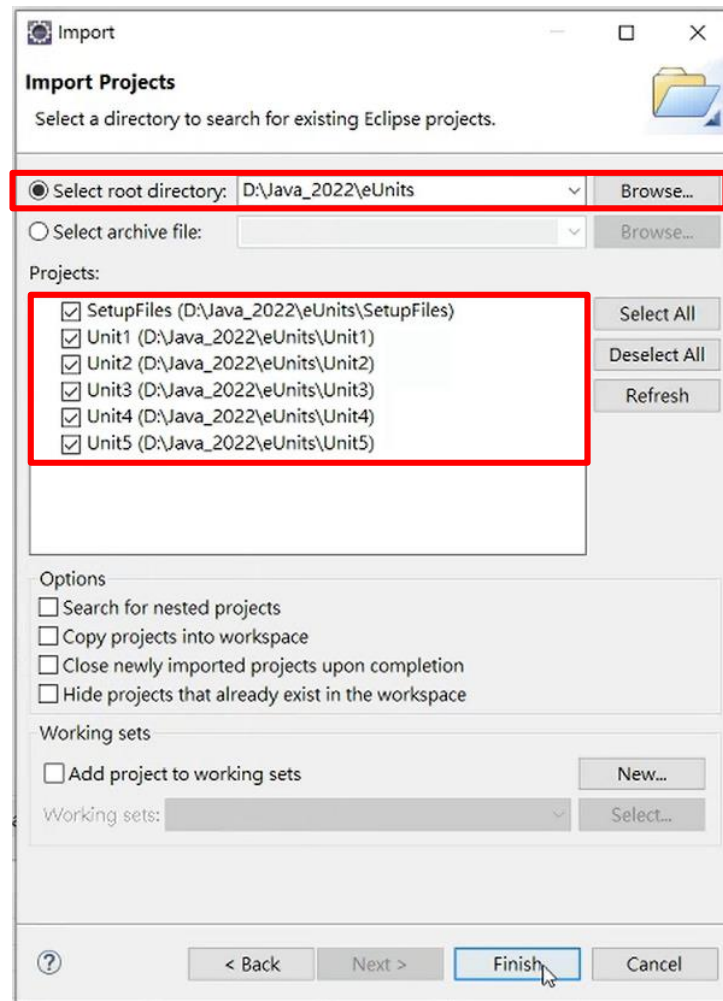 Import
Import Projects
Select a directory to search for existing Eclipse projects.
Select root directory: D:\Java_2022\eUnits Browse...
Select archive file: Browse...
Projects:
SetupFiles (D:\Java_2022\eUnits\SetupFiles)
Unit1 (D:\Java_2022\eUnits\Unit1)
Unit2 (D:\Java_2022\eUnits\Unit2)
Unit3 (D:\Java_2022\eUnits\Unit3)
Unit4 (D:\Java_2022\eUnits\Unit4)
Unit5 (D:\Java_2022\eUnits\Unit5)
Select All
Deselect All
Refresh
Options
Search for nested projects
Copy projects into workspace
Close newly imported projects upon completion
Hide projects that already exist in the workspace
Working sets
Add project to working sets New...
Working sets: Select...
? < Back Next > Finish Cancel